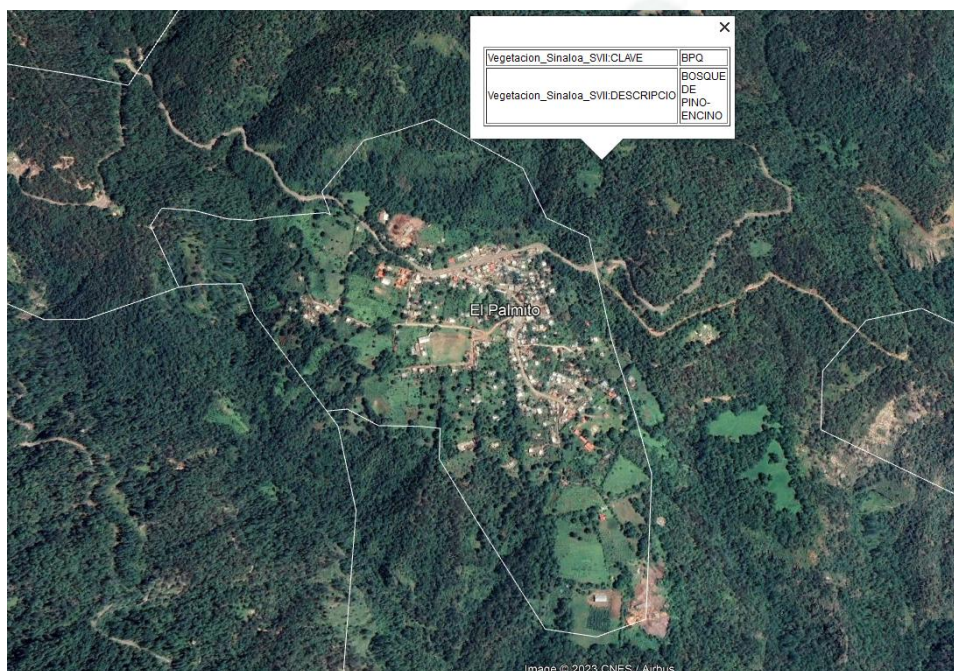 ×
Vegetacion_Sinaloa_SVII:CLAVE BPQ
Vegetacion_Sinaloa_SVII:DESCRIPCIO BOSQUE
DE
PINO-
ENCINO
El Palmito
Image © 2023 CNES / Airbus